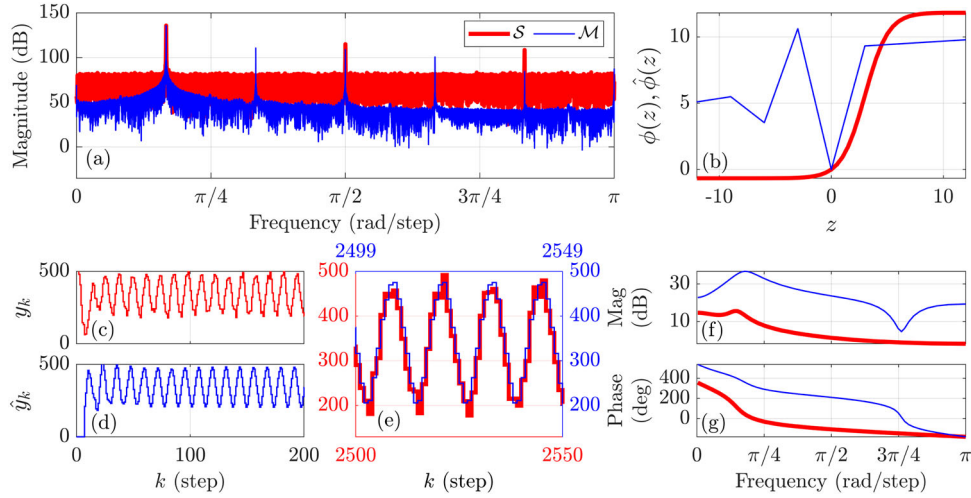 150
100
50
0
Magnitude (dB)
S
M
(a)
0
π/4
π/2
3π/4
π
Frequency (rad/step)
10
5
0
ϕ(z), ϕ̂(z)
(b)
-10
0
10
z
500
0
y_k
(c)
500
0
ŷ_k
(d)
0
100
200
k (step)
2499
2549
500
400
300
200
500
400
300
200
(e)
2500
2550
k (step)
30
10
Mag
(dB)
(f)
400
200
0
Phase
(deg)
(g)
0
π/4
π/2
3π/4
π
Frequency (rad/step)